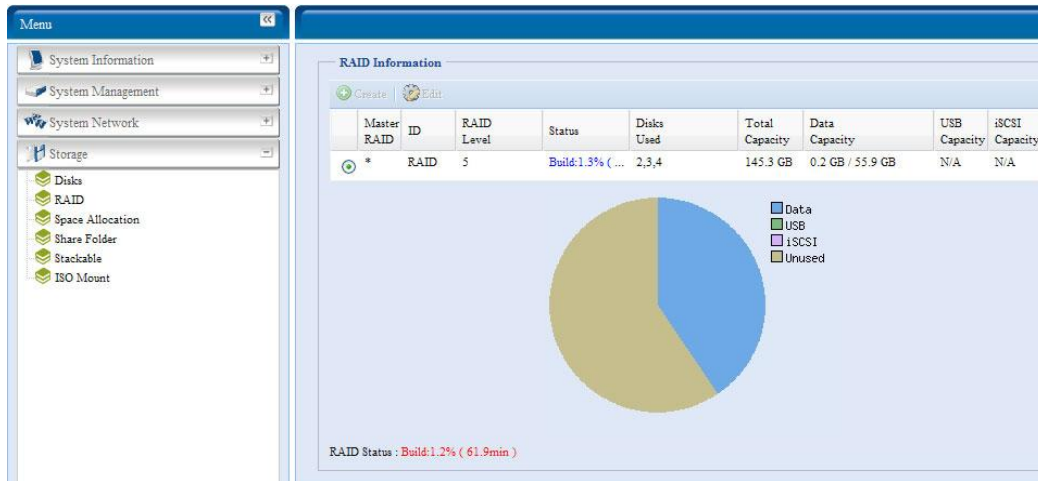 Menu
System Information
System Management
System Network
Storage
Disks
RAID
Space Allocation
Share Folder
Stackable
ISO Mount
RAID Information
Create Edit
Master RAID ID RAID Level Status Disks Used Total Capacity Data Capacity USB Capacity iSCSI Capacity
* RAID 5 Build:1.3% ( ... 2,3,4 145.3 GB 0.2 GB / 55.9 GB N/A N/A
Data
USB
iSCSI
Unused
RAID Status : Build:1.2% ( 61.9min )